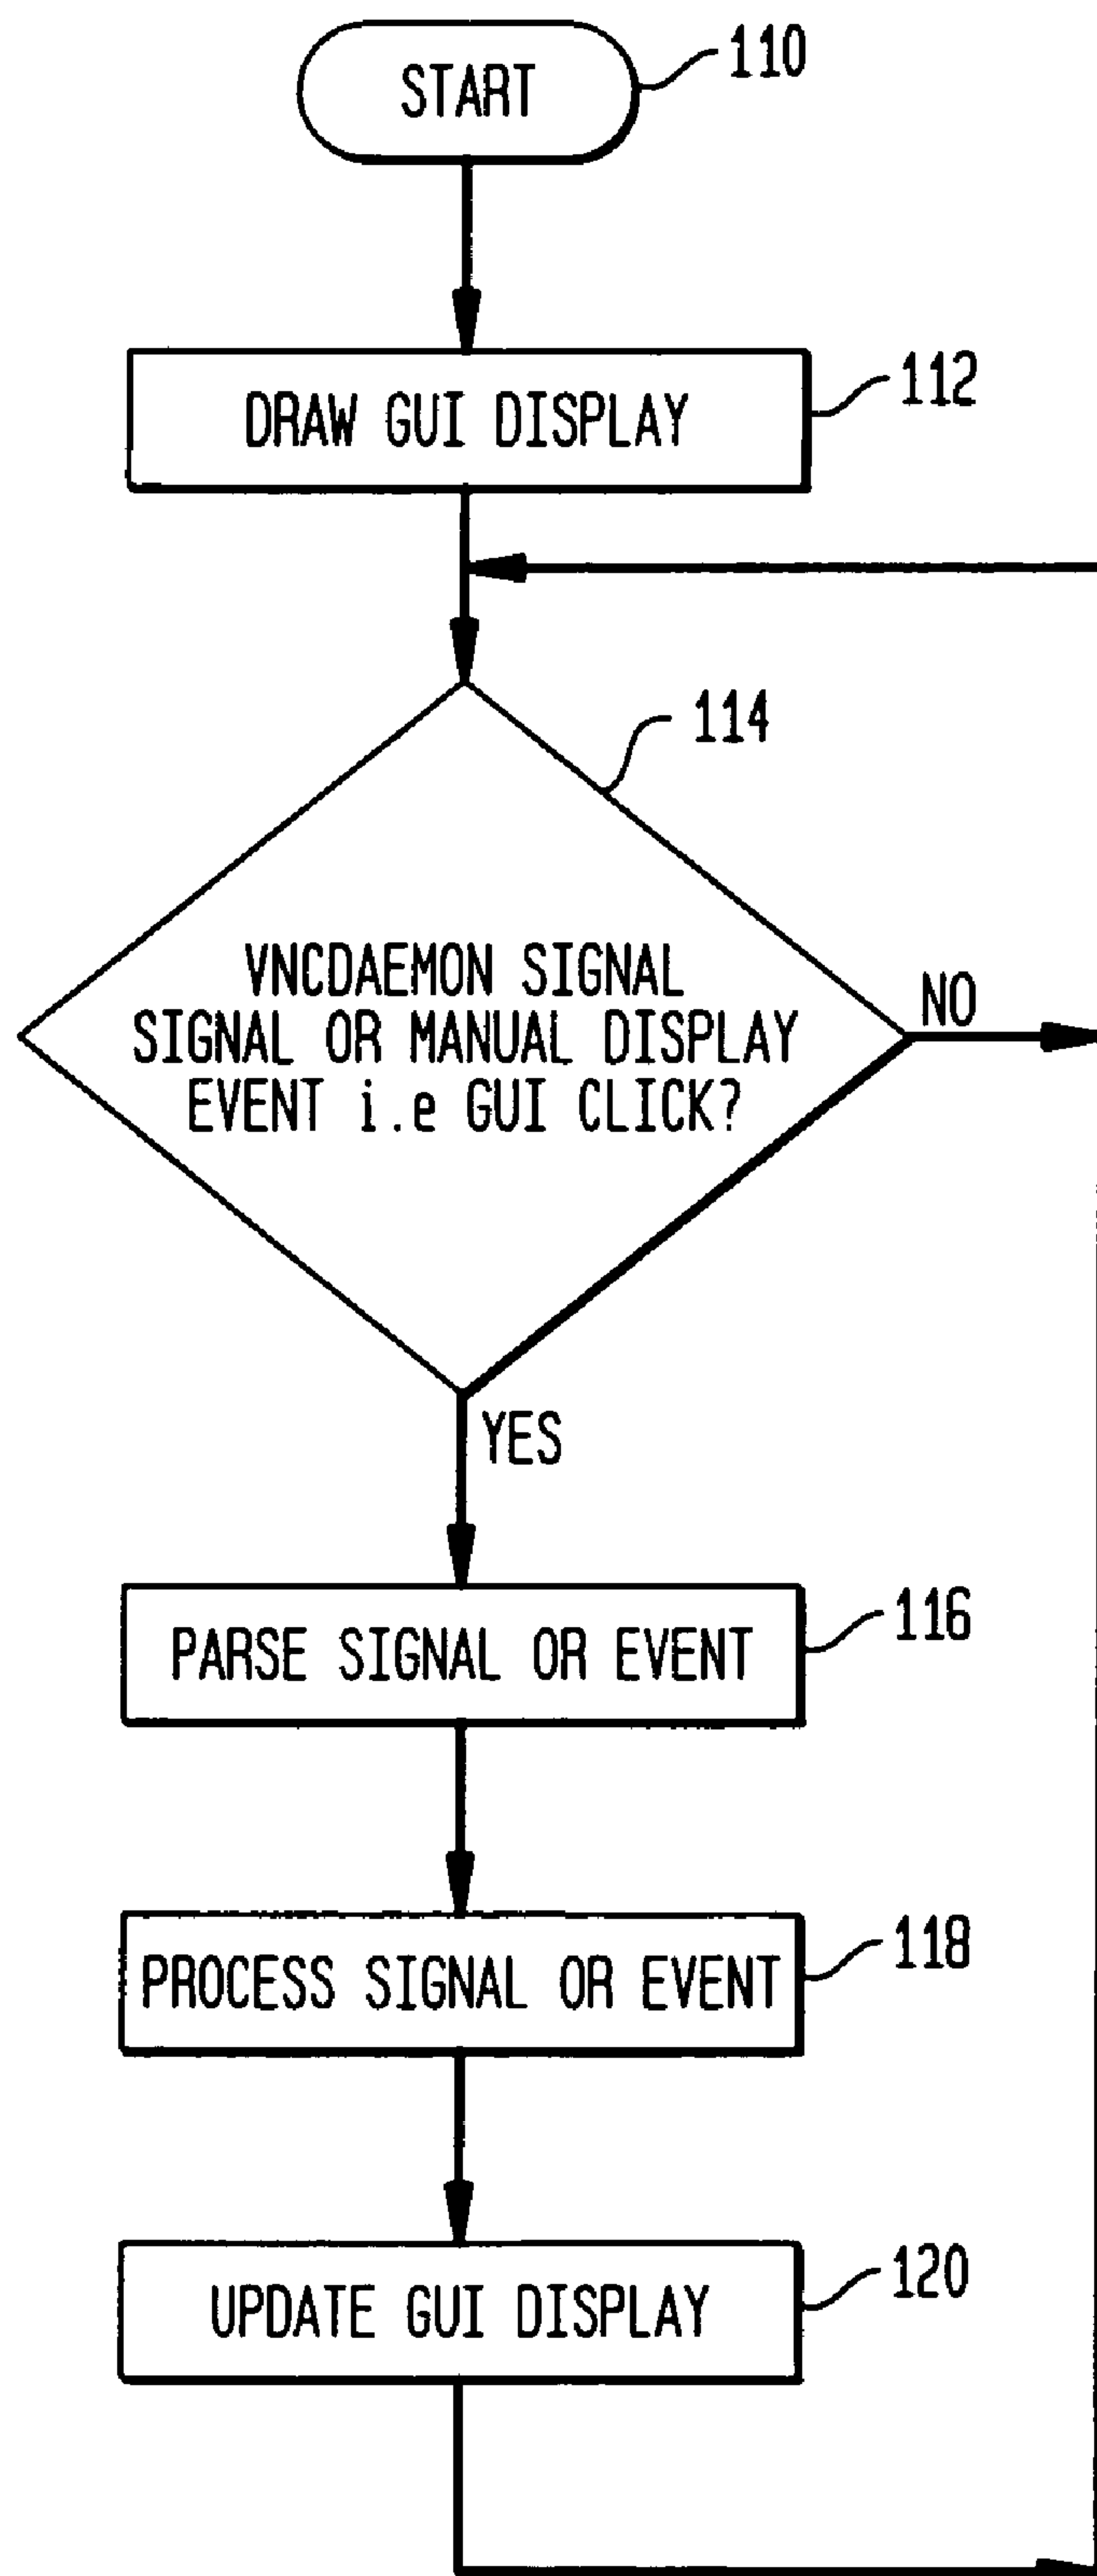 START
110
DRAW GUI DISPLAY
112
114
VNCDAEMON SIGNAL
SIGNAL OR MANUAL DISPLAY
EVENT i.e GUI CLICK?
NO
YES
PARSE SIGNAL OR EVENT
116
PROCESS SIGNAL OR EVENT
118
UPDATE GUI DISPLAY
120